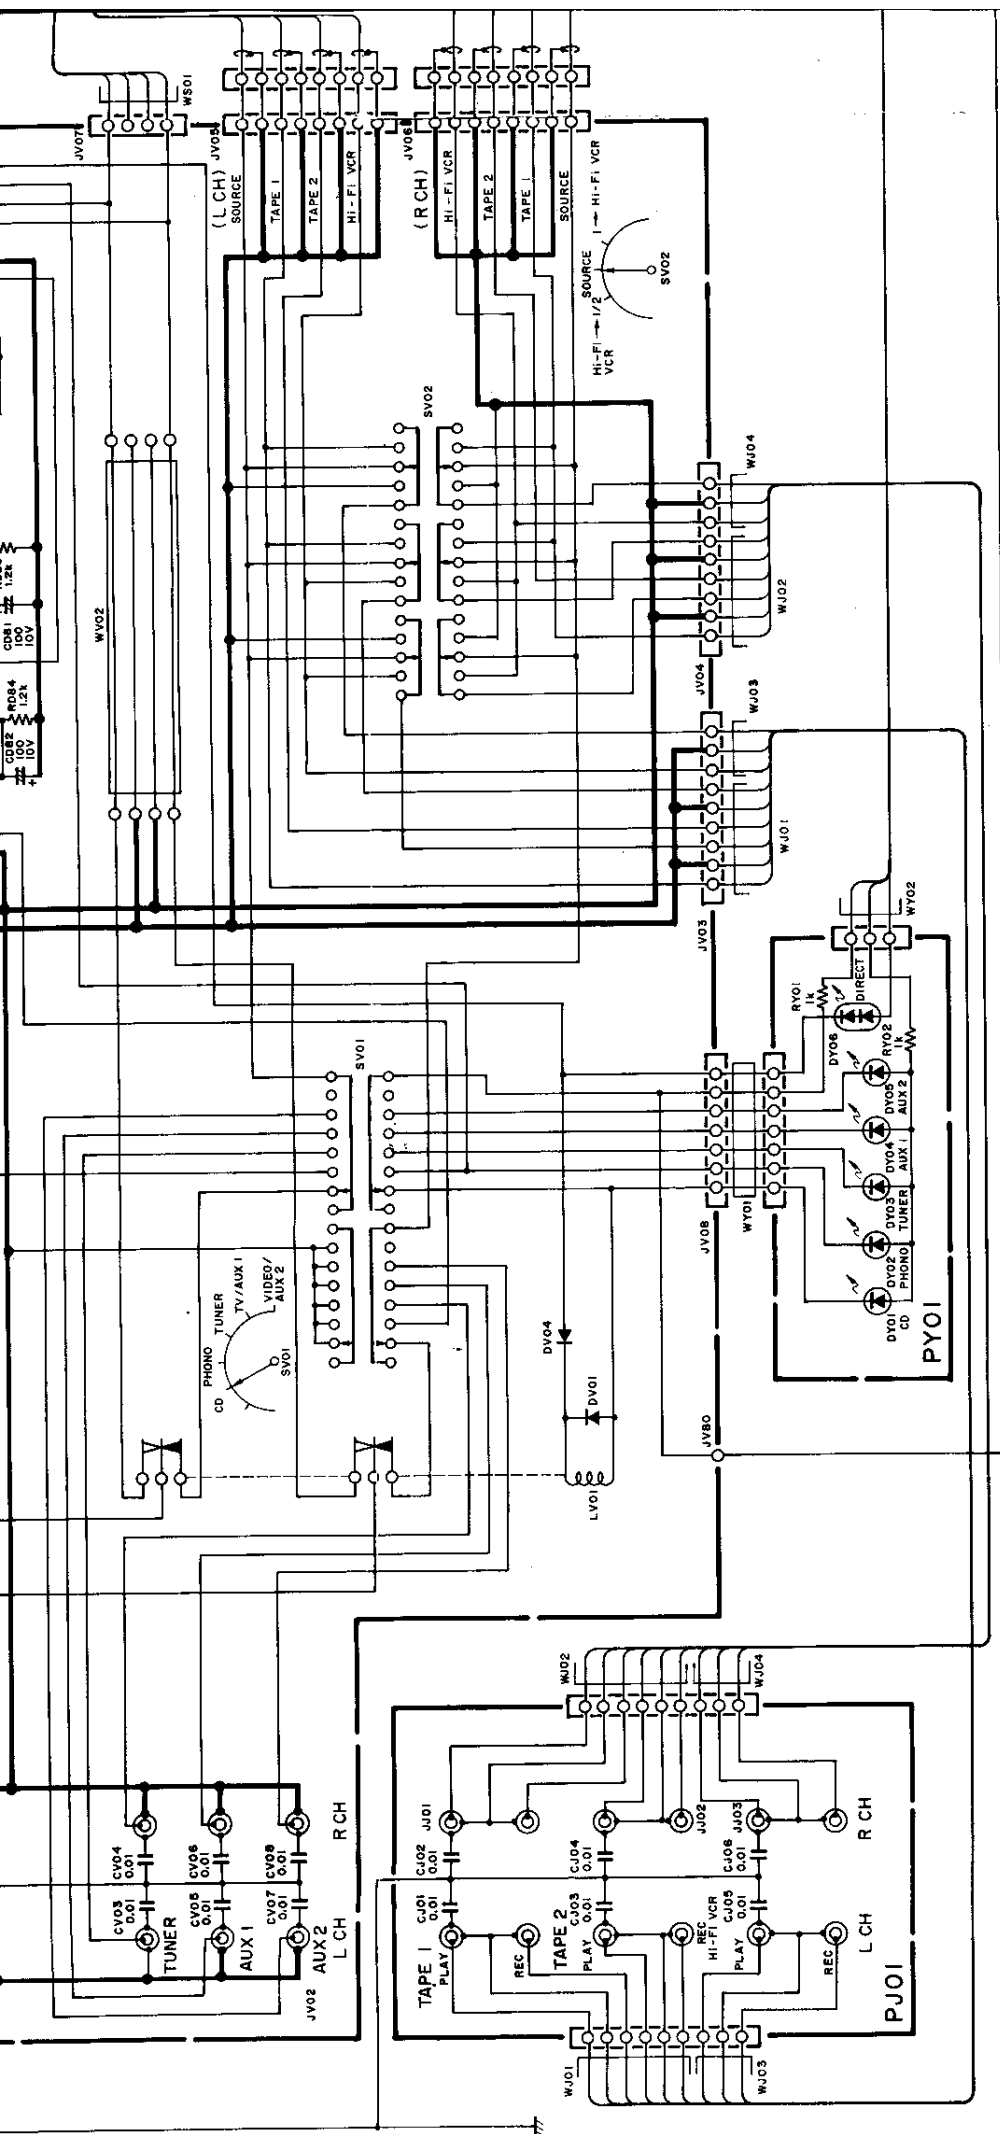 WS01
JV07
JV05
JV06
(L CH)
SOURCE
TAPE 1
TAPE 2
Hi-Fi VCR
(R CH)
Hi-Fi VCR
TAPE 2
TAPE 1
SOURCE
Hi-Fi VCR
1
SOURCE
1/2
Hi-Fi
VCR
SV02
SV02
WJ04
WJ02
JV04
WJ03
WJ01
JV03
1.2k
CD81
100
10V
RD84
1.2k
CD82
100
10V
+
WV02
WY02
RY01
1k
DIRECT
DY06
RY02
1k
DY05
AUX 2
DY04
AUX 1
DY03
TUNER
DY02
PHONO
DY01
CD
PY01
SV01
JV08
WY01
CD
PHONO
TUNER
TV/AUX 1
VIDEO/
AUX 2
SV01
DV04
DV01
LV01
JV80
WJ02
WJ04
CV04
0.01
CV06
0.01
CV08
0.01
R CH
CV03
0.01
CV05
0.01
CV07
0.01
L CH
TUNER
AUX 1
AUX 2
JV02
JJ01
JJ02
JJ03
R CH
CJ02
0.01
CJ04
0.01
CJ06
0.01
CJ01
0.01
CJ03
0.01
CJ05
0.01
TAPE 1
PLAY
REC
TAPE 2
PLAY
REC
Hi-Fi VCR
PLAY
REC
L CH
PJ01
WJ01
WJ03